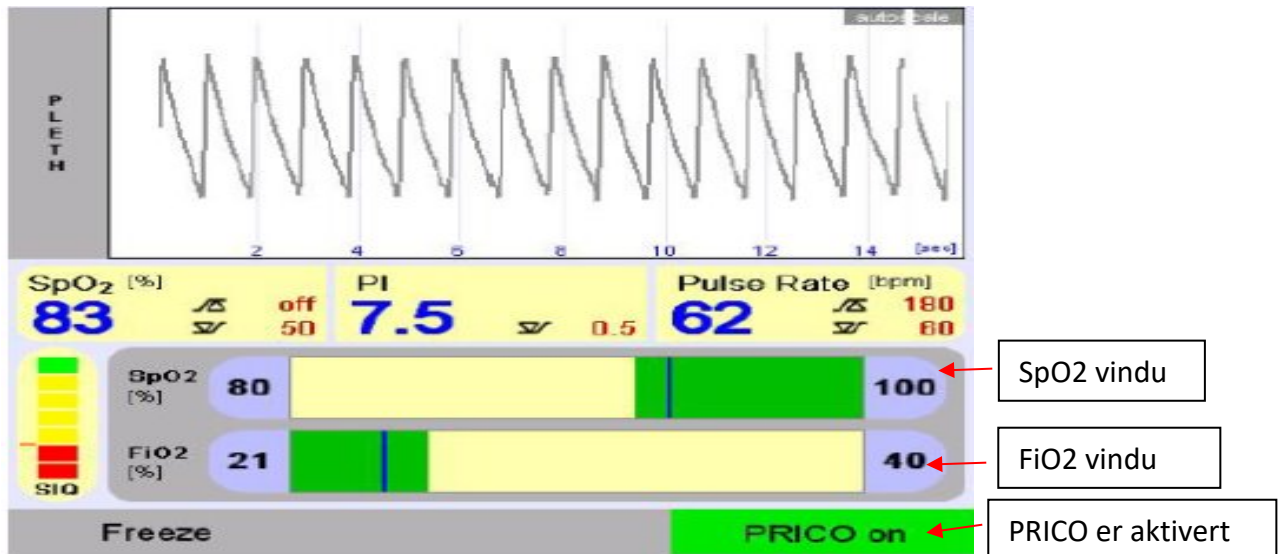 autoscale
PLETH
2 4 6 8 10 12 14 [sec]
SpO2 [%] PI Pulse Rate [bpm]
83 off 50 7.5 0.5 62 180 60
SpO2 [%] 80 100
SpO2 vindu
FiO2 [%] 21 40
FiO2 vindu
SIQ
Freeze PRICO on
PRICO er aktivert